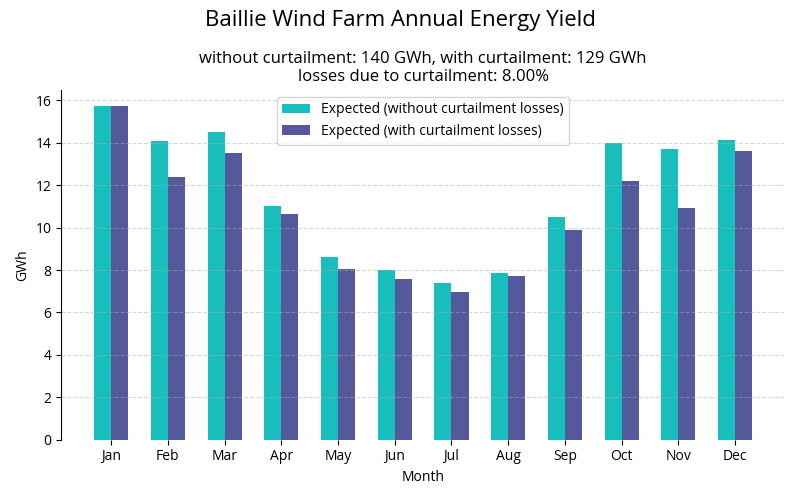 Baillie Wind Farm Annual Energy Yield
without curtailment: 140 GWh, with curtailment: 129 GWh
losses due to curtailment: 8.00%
Expected (without curtailment losses)
Expected (with curtailment losses)
GWh
16
14
12
10
8
6
4
2
0
Jan Feb Mar Apr May Jun Jul Aug Sep Oct Nov Dec
Month